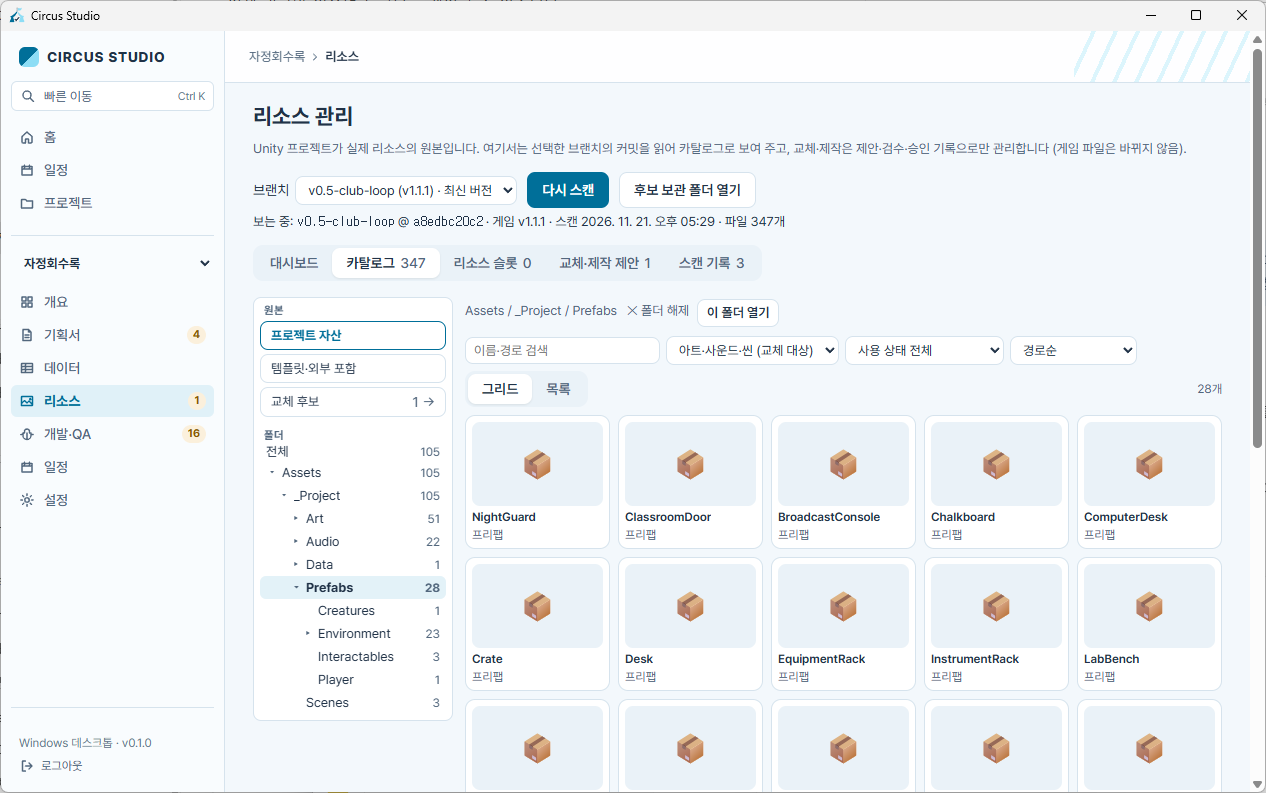 Circus Studio
CIRCUS STUDIO
빠른 이동 Ctrl K
홈
일정
프로젝트
자정회수록
개요
기획서 4
데이터
리소스 1
개발·QA 16
일정
설정
Windows 데스크톱 · v0.1.0
로그아웃
자정회수록 › 리소스
리소스 관리
Unity 프로젝트가 실제 리소스의 원본입니다. 여기서는 선택한 브랜치의 커밋을 읽어 카탈로그로 보여 주고, 교체·제작은 제안·검수·승인 기록으로만 관리합니다 (게임 파일은 바뀌지 않음).
브랜치 v0.5-club-loop (v1.1.1) · 최신 버전 다시 스캔 후보 보관 폴더 열기
보는 중: v0.5-club-loop @ a8edbc20c2 · 게임 v1.1.1 · 스캔 2026. 11. 21. 오후 05:29 · 파일 347개
대시보드 카탈로그 347 리소스 슬롯 0 교체·제작 제안 1 스캔 기록 3
원본
프로젝트 자산
템플릿·외부 포함
교체 후보 1 →
폴더
전체 105
Assets 105
_Project 105
Art 51
Audio 22
Data 1
Prefabs 28
Creatures 1
Environment 23
Interactables 3
Player 1
Scenes 3
Assets / _Project / Prefabs ✕ 폴더 해제 이 폴더 열기
이름·경로 검색 아트·사운드·씬 (교체 대상) 사용 상태 전체 경로순
그리드 목록 28개
NightGuard ClassroomDoor BroadcastConsole Chalkboard ComputerDesk
프리팹 프리팹 프리팹 프리팹 프리팹
Crate Desk EquipmentRack InstrumentRack LabBench
프리팹 프리팹 프리팹 프리팹 프리팹